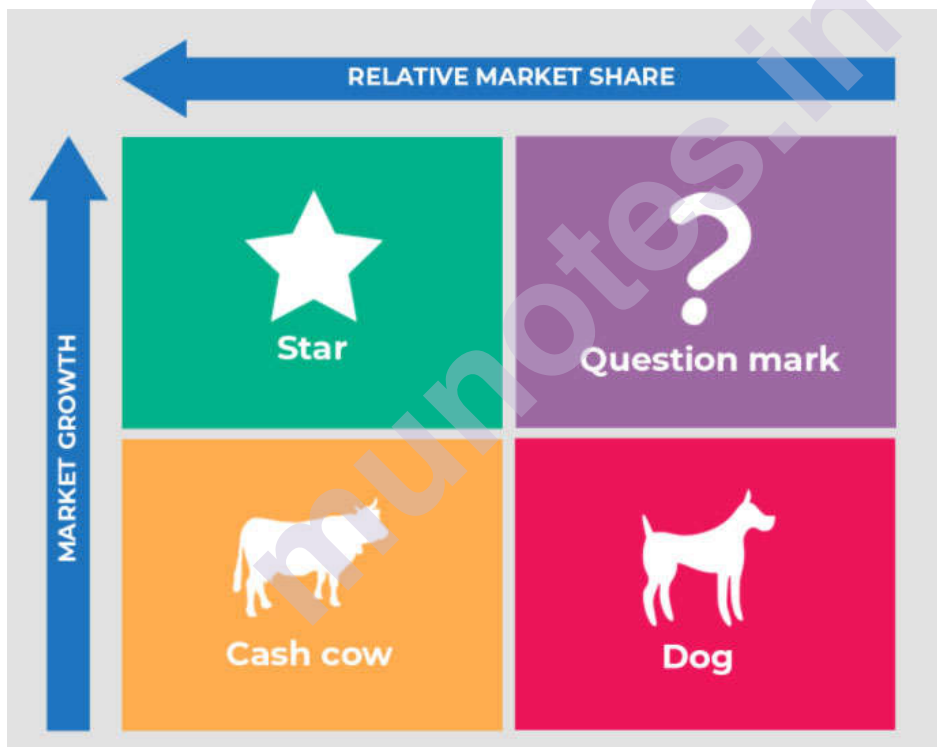 RELATIVE MARKET SHARE
MARKET GROWTH
Star
?
Question mark
Cash cow
Dog
munotes.in